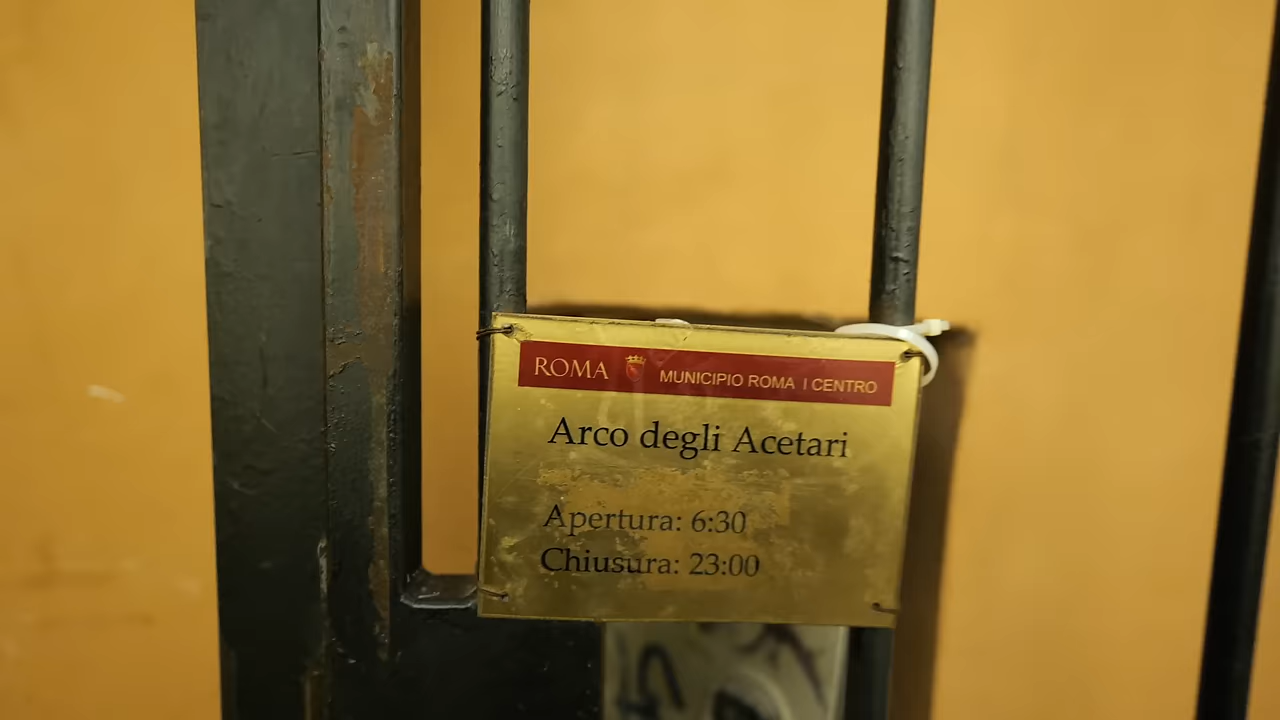 ROMA MUNICIPIO ROMA I CENTRO
Arco degli Acetari
Apertura: 6:30
Chiusura: 23:00